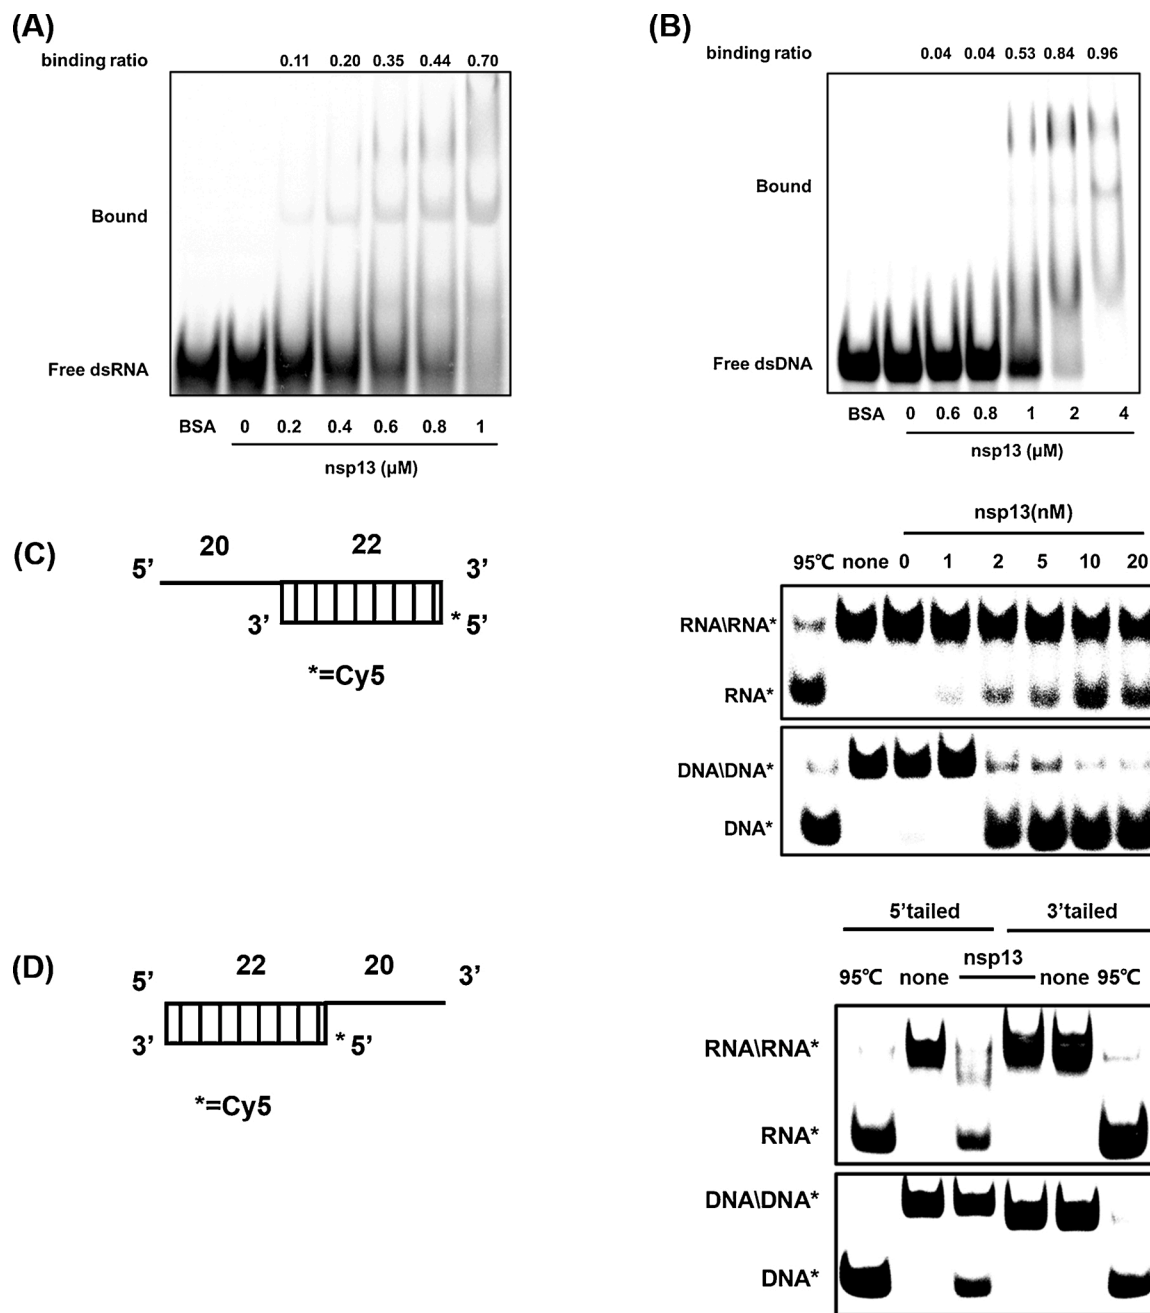 (A)
binding ratio 0.11 0.20 0.35 0.44 0.70
Bound
Free dsRNA
BSA 0 0.2 0.4 0.6 0.8 1
nsp13 (μM)
(B)
binding ratio 0.04 0.04 0.53 0.84 0.96
Bound
Free dsDNA
BSA 0 0.6 0.8 1 2 4
nsp13 (μM)
(C)
20 22
5’ 3’
3’ * 5’
*=Cy5
nsp13(nM)
95℃ none 0 1 2 5 10 20
RNA\RNA*
RNA*
DNA\DNA*
DNA*
(D)
22 20
5’ 3’
3’ * 5’
*=Cy5
5’tailed 3’tailed
nsp13
95℃ none none 95℃
RNA\RNA*
RNA*
DNA\DNA*
DNA*